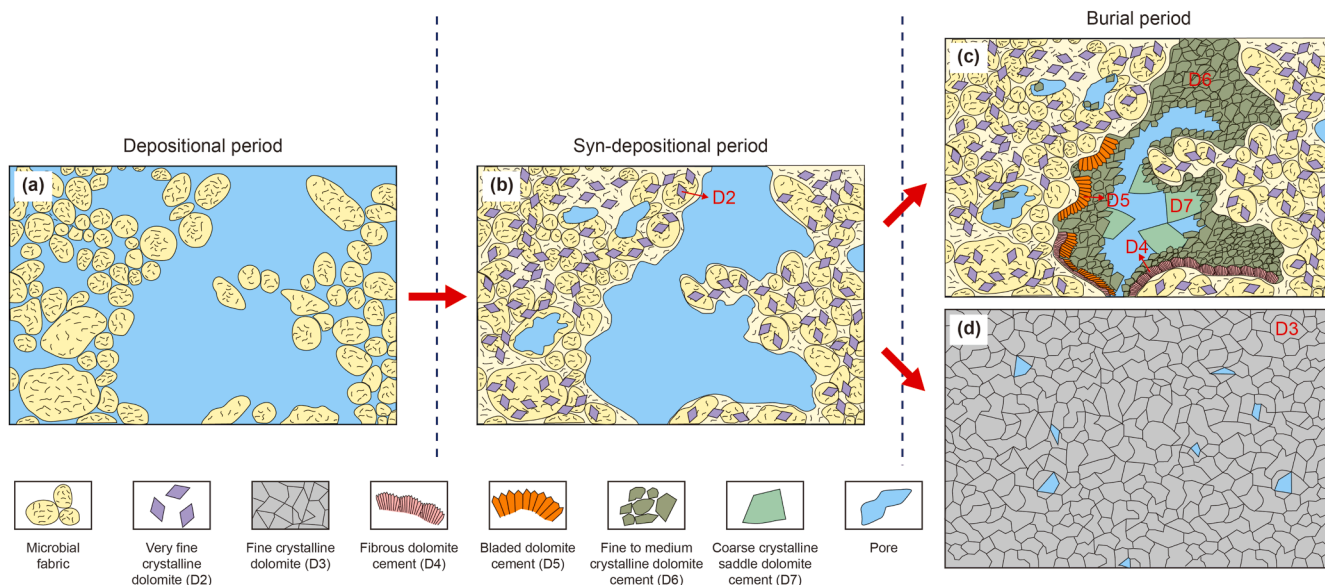 Burial period
(c)
D6
D5
D7
D4
Depositional period
Syn-depositional period
(a)
(b)
D2
(d)
D3
Microbial
fabric
Very fine
crystalline
dolomite (D2)
Fine crystalline
dolomite (D3)
Fibrous dolomite
cement (D4)
Bladed dolomite
cement (D5)
Fine to medium
crystalline dolomite
cement (D6)
Coarse crystalline
saddle dolomite
cement (D7)
Pore